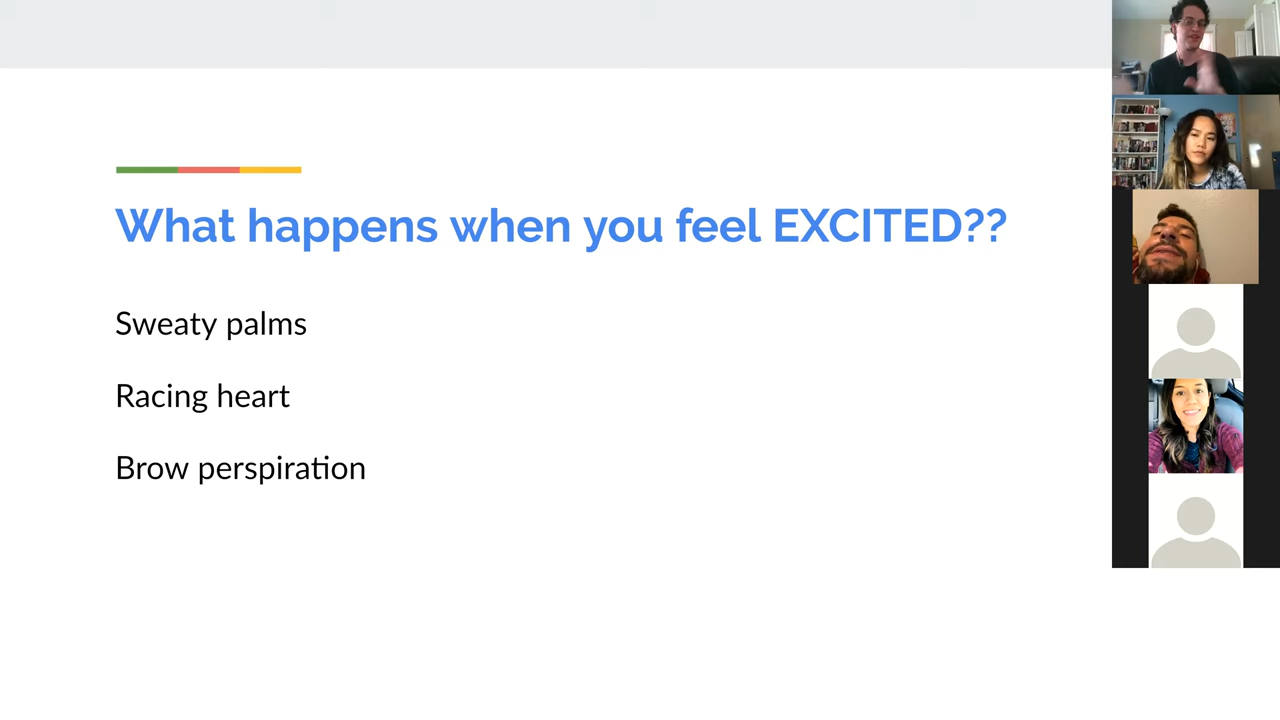 What happens when you feel EXCITED??
Sweaty palms
Racing heart
Brow perspiration